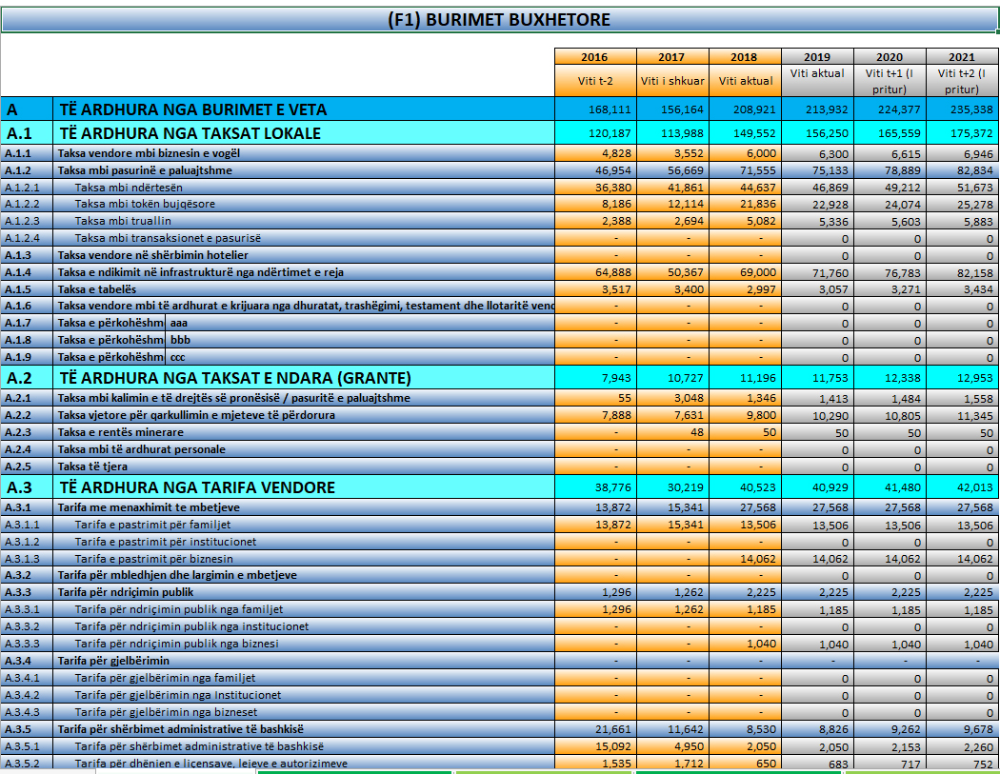 (F1) BURIMET BUXHETORE
2016 2017 2018 2019 2020 2021
Viti t-2 Viti i shkuar Viti aktual Viti aktual Viti t+1 (I pritur) Viti t+2 (I pritur)
A TË ARDHURA NGA BURIMET E VETA 168,111 156,164 208,921 213,932 224,377 235,338
A.1 TË ARDHURA NGA TAKSAT LOKALE 120,187 113,988 149,552 156,250 165,559 175,372
A.1.1 Taksa vendore mbi biznesin e vogël 4,828 3,552 6,000 6,300 6,615 6,946
A.1.2 Taksa mbi pasurinë e paluajtshme 46,954 56,669 71,555 75,133 78,889 82,834
A.1.2.1 Taksa mbi ndërtesën 36,380 41,861 44,637 46,869 49,212 51,673
A.1.2.2 Taksa mbi tokën bujqësore 8,186 12,114 21,836 22,928 24,074 25,278
A.1.2.3 Taksa mbi truallin 2,388 2,694 5,082 5,336 5,603 5,883
A.1.2.4 Taksa mbi transaksionet e pasurisë - - - 0 0 0
A.1.3 Taksa vendore në shërbimin hotelier - - - 0 0 0
A.1.4 Taksa e ndikimit në infrastrukturë nga ndërtimet e reja 64,888 50,367 69,000 71,760 76,783 82,158
A.1.5 Taksa e tabelës 3,517 3,400 2,997 3,057 3,271 3,434
A.1.6 Taksa vendore mbi të ardhurat e krijuara nga dhuratat, trashëgimi, testament dhe llotaritë vend - - - 0 0 0
A.1.7 Taksa e përkohëshm aaa - - - 0 0 0
A.1.8 Taksa e përkohëshm bbb - - - 0 0 0
A.1.9 Taksa e përkohëshm ccc - - - 0 0 0
A.2 TË ARDHURA NGA TAKSAT E NDARA (GRANTE) 7,943 10,727 11,196 11,753 12,338 12,953
A.2.1 Taksa mbi kalimin e të drejtës së pronësisë / pasuritë e paluajtshme 55 3,048 1,346 1,413 1,484 1,558
A.2.2 Taksa vjetore për qarkullimin e mjeteve të përdorura 7,888 7,631 9,800 10,290 10,805 11,345
A.2.3 Taksa e rentës minerare - 48 50 50 50 50
A.2.4 Taksa mbi të ardhurat personale - - - 0 0 0
A.2.5 Taksa të tjera - - - 0 0 0
A.3 TË ARDHURA NGA TARIFA VENDORE 38,776 30,219 40,523 40,929 41,480 42,013
A.3.1 Tarifa me menaxhimit te mbetjeve 13,872 15,341 27,568 27,568 27,568 27,568
A.3.1.1 Tarifa e pastrimit për familjet 13,872 15,341 13,506 13,506 13,506 13,506
A.3.1.2 Tarifa e pastrimit për institucionet - - - 0 0 0
A.3.1.3 Tarifa e pastrimit për biznesin - - 14,062 14,062 14,062 14,062
A.3.2 Tarifa për mbledhjen dhe largimin e mbetjeve - - - 0 0 0
A.3.3 Tarifa për ndriçimin publik 1,296 1,262 2,225 2,225 2,225 2,225
A.3.3.1 Tarifa për ndriçimin publik nga familjet 1,296 1,262 1,185 1,185 1,185 1,185
A.3.3.2 Tarifa për ndriçimin publik nga institucionet - - - 0 0 0
A.3.3.3 Tarifa për ndriçimin publik nga biznesi - - 1,040 1,040 1,040 1,040
A.3.4 Tarifa për gjelbërimin - - - - - -
A.3.4.1 Tarifa për gjelbërimin nga familjet - - - 0 0 0
A.3.4.2 Tarifa për gjelbërimin nga Institucionet - - - 0 0 0
A.3.4.3 Tarifa për gjelbërimin nga bizneset - - - 0 0 0
A.3.5 Tarifa për shërbimet administrative të bashkisë 21,661 11,642 8,530 8,826 9,262 9,678
A.3.5.1 Tarifa për shërbimet administrative të bashkisë 15,092 4,950 2,050 2,050 2,153 2,260
A.3.5.2 Tarifa për dhënien e licensave, lejeve e autorizimeve 1,535 1,712 650 683 717 752